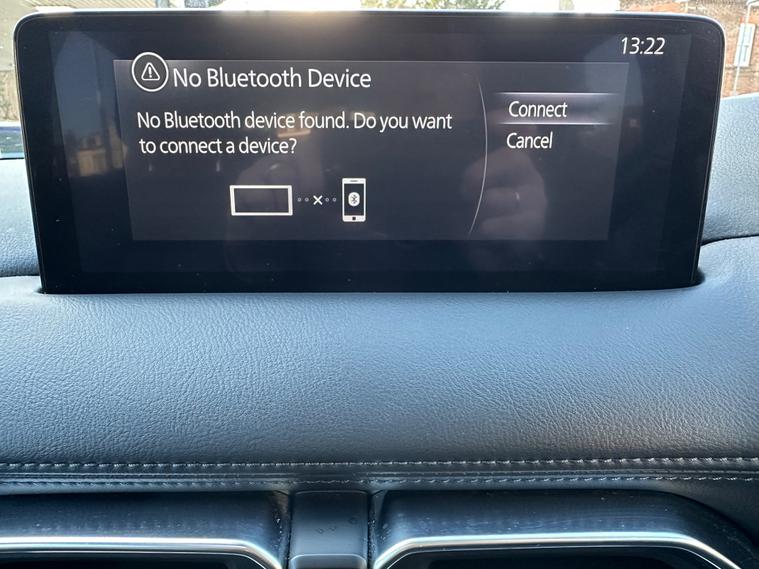 13:22
No Bluetooth Device
No Bluetooth device found. Do you want
to connect a device?
Connect
Cancel